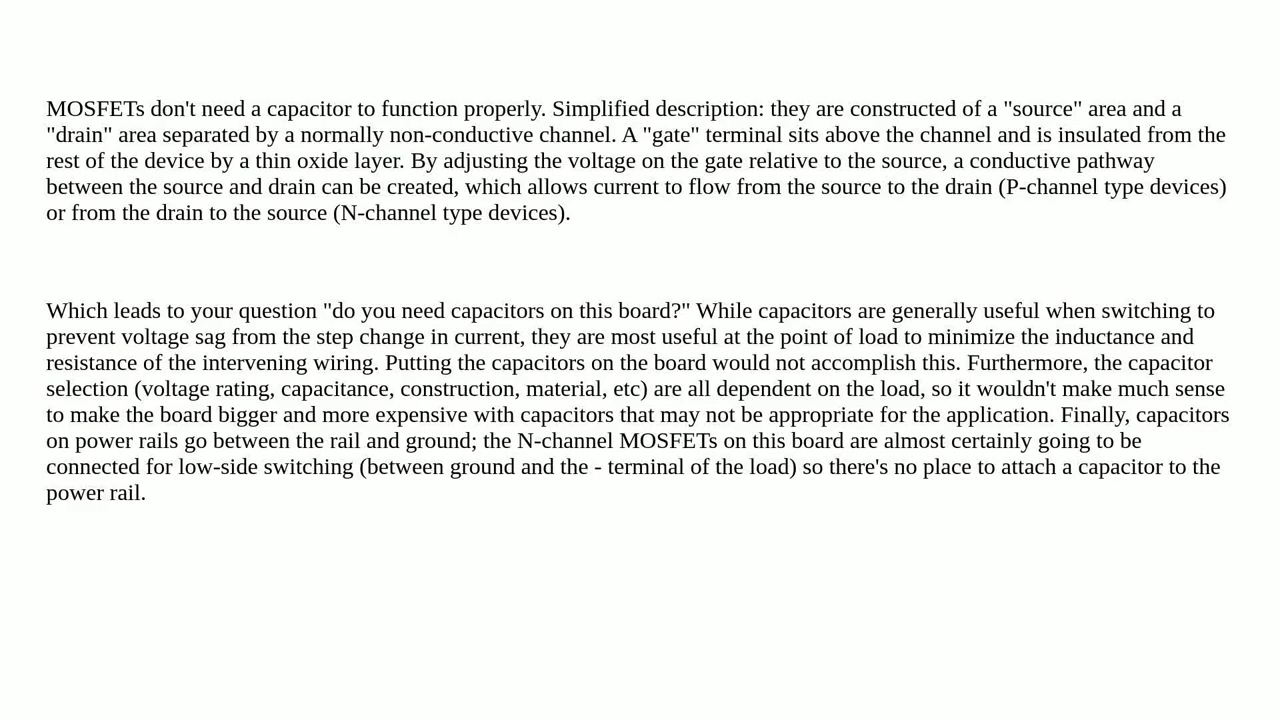 MOSFETs don't need a capacitor to function properly. Simplified description: they are constructed of a "source" area and a
"drain" area separated by a normally non-conductive channel. A "gate" terminal sits above the channel and is insulated from the
rest of the device by a thin oxide layer. By adjusting the voltage on the gate relative to the source, a conductive pathway
between the source and drain can be created, which allows current to flow from the source to the drain (P-channel type devices)
or from the drain to the source (N-channel type devices).
Which leads to your question "do you need capacitors on this board?" While capacitors are generally useful when switching to
prevent voltage sag from the step change in current, they are most useful at the point of load to minimize the inductance and
resistance of the intervening wiring. Putting the capacitors on the board would not accomplish this. Furthermore, the capacitor
selection (voltage rating, capacitance, construction, material, etc) are all dependent on the load, so it wouldn't make much sense
to make the board bigger and more expensive with capacitors that may not be appropriate for the application. Finally, capacitors
on power rails go between the rail and ground; the N-channel MOSFETs on this board are almost certainly going to be
connected for low-side switching (between ground and the - terminal of the load) so there's no place to attach a capacitor to the
power rail.